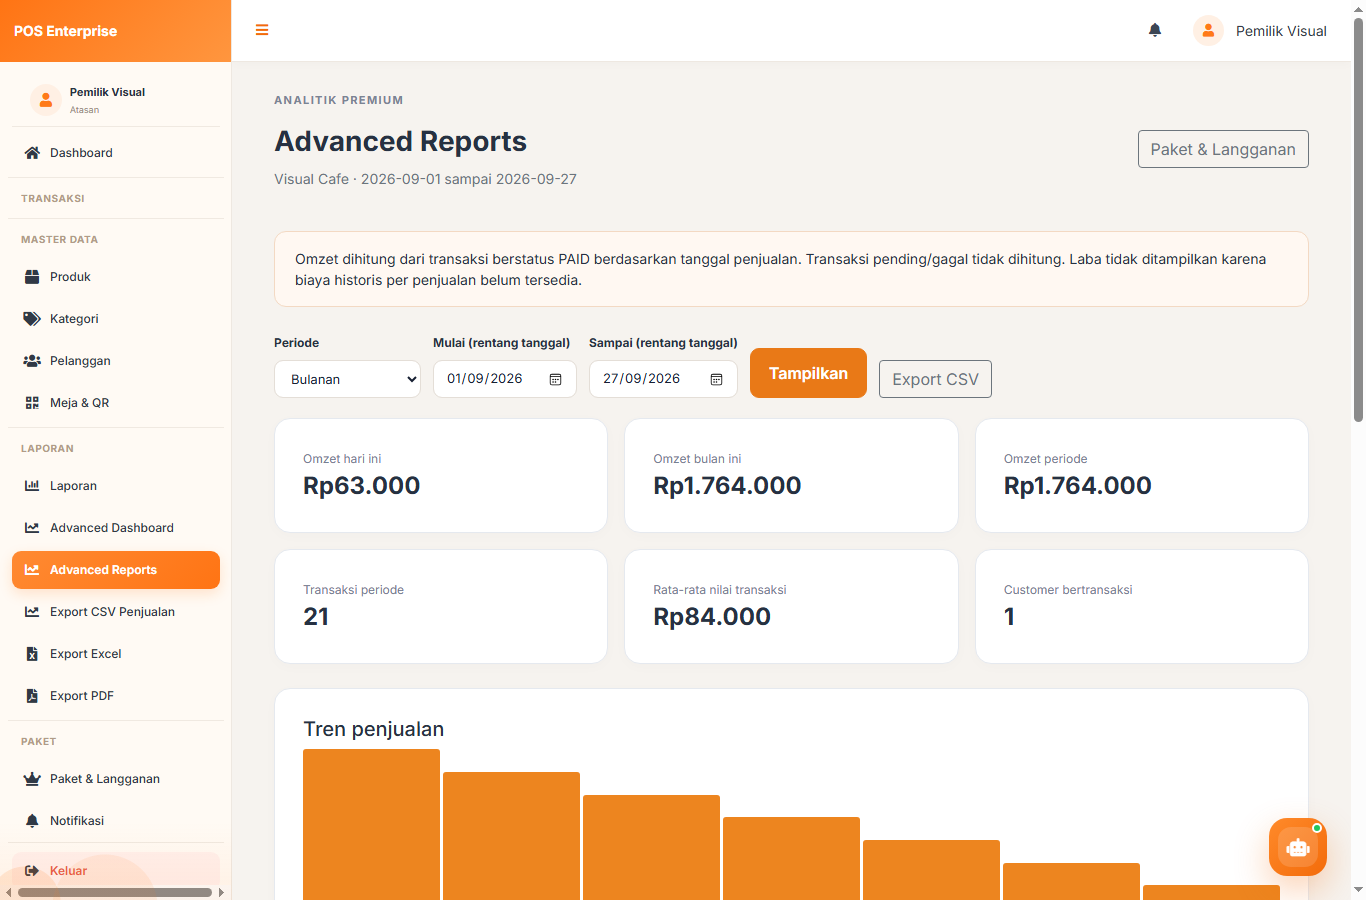 POS Enterprise
Pemilik Visual
Pemilik Visual
Atasan
Dashboard
TRANSAKSI
MASTER DATA
Produk
Kategori
Pelanggan
Meja & QR
LAPORAN
Laporan
Advanced Dashboard
Advanced Reports
Export CSV Penjualan
Export Excel
Export PDF
PAKET
Paket & Langganan
Notifikasi
Keluar
ANALITIK PREMIUM
Advanced Reports
Visual Cafe · 2026-09-01 sampai 2026-09-27
Paket & Langganan
Omzet dihitung dari transaksi berstatus PAID berdasarkan tanggal penjualan. Transaksi pending/gagal tidak dihitung. Laba tidak ditampilkan karena
biaya historis per penjualan belum tersedia.
Periode
Mulai (rentang tanggal)
Sampai (rentang tanggal)
Bulanan
01/09/2026
27/09/2026
Tampilkan
Export CSV
Omzet hari ini
Rp63.000
Omzet bulan ini
Rp1.764.000
Omzet periode
Rp1.764.000
Transaksi periode
21
Rata-rata nilai transaksi
Rp84.000
Customer bertransaksi
1
Tren penjualan